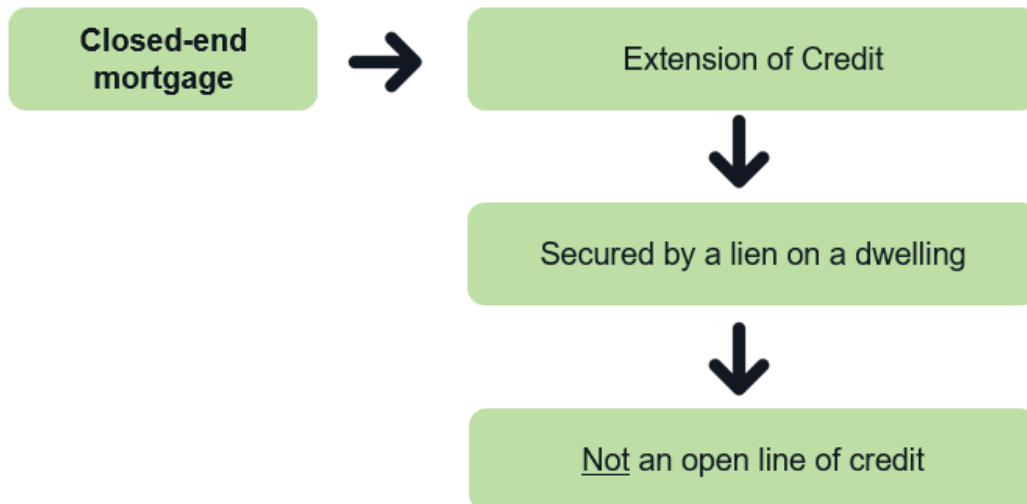 Closed-end
mortgage
Extension of Credit
Secured by a lien on a dwelling
Not an open line of credit